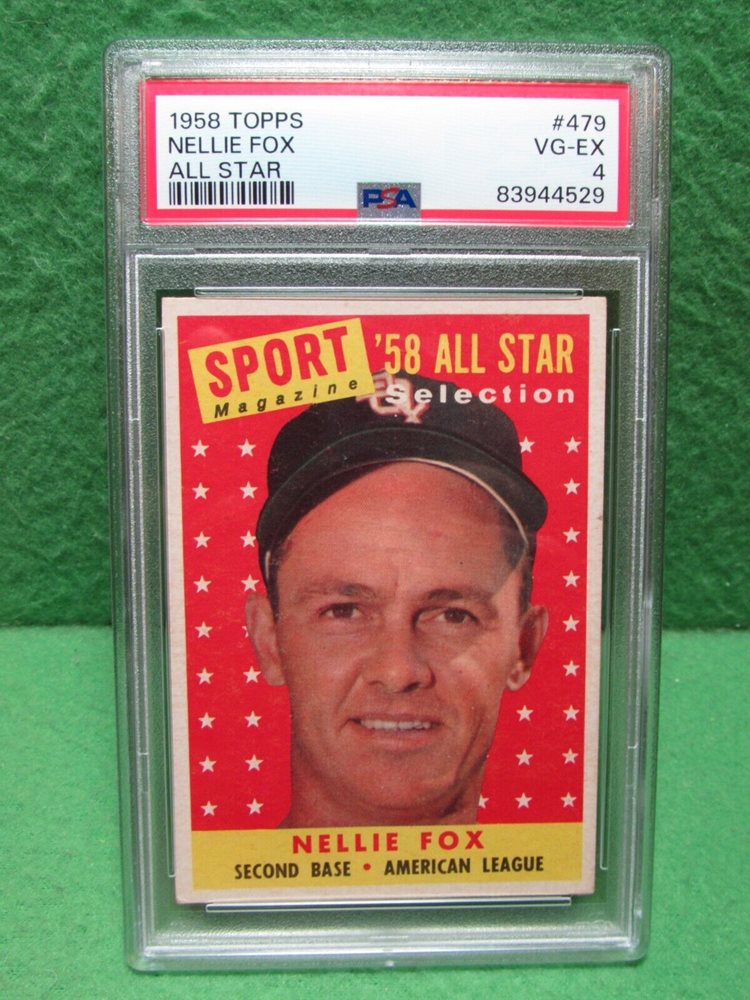 1958 TOPPS #479
NELLIE FOX VG-EX
ALL STAR 4
PSA 83944529
SPORT '58 ALL STAR
Magazine Selection
SOX
NELLIE FOX
SECOND BASE • AMERICAN LEAGUE